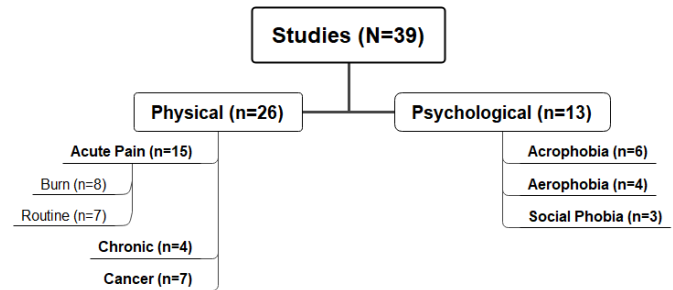 Studies (N=39)
Physical (n=26)
Acute Pain (n=15)
Burn (n=8)
Routine (n=7)
Chronic (n=4)
Cancer (n=7)
Psychological (n=13)
Acrophobia (n=6)
Aerophobia (n=4)
Social Phobia (n=3)